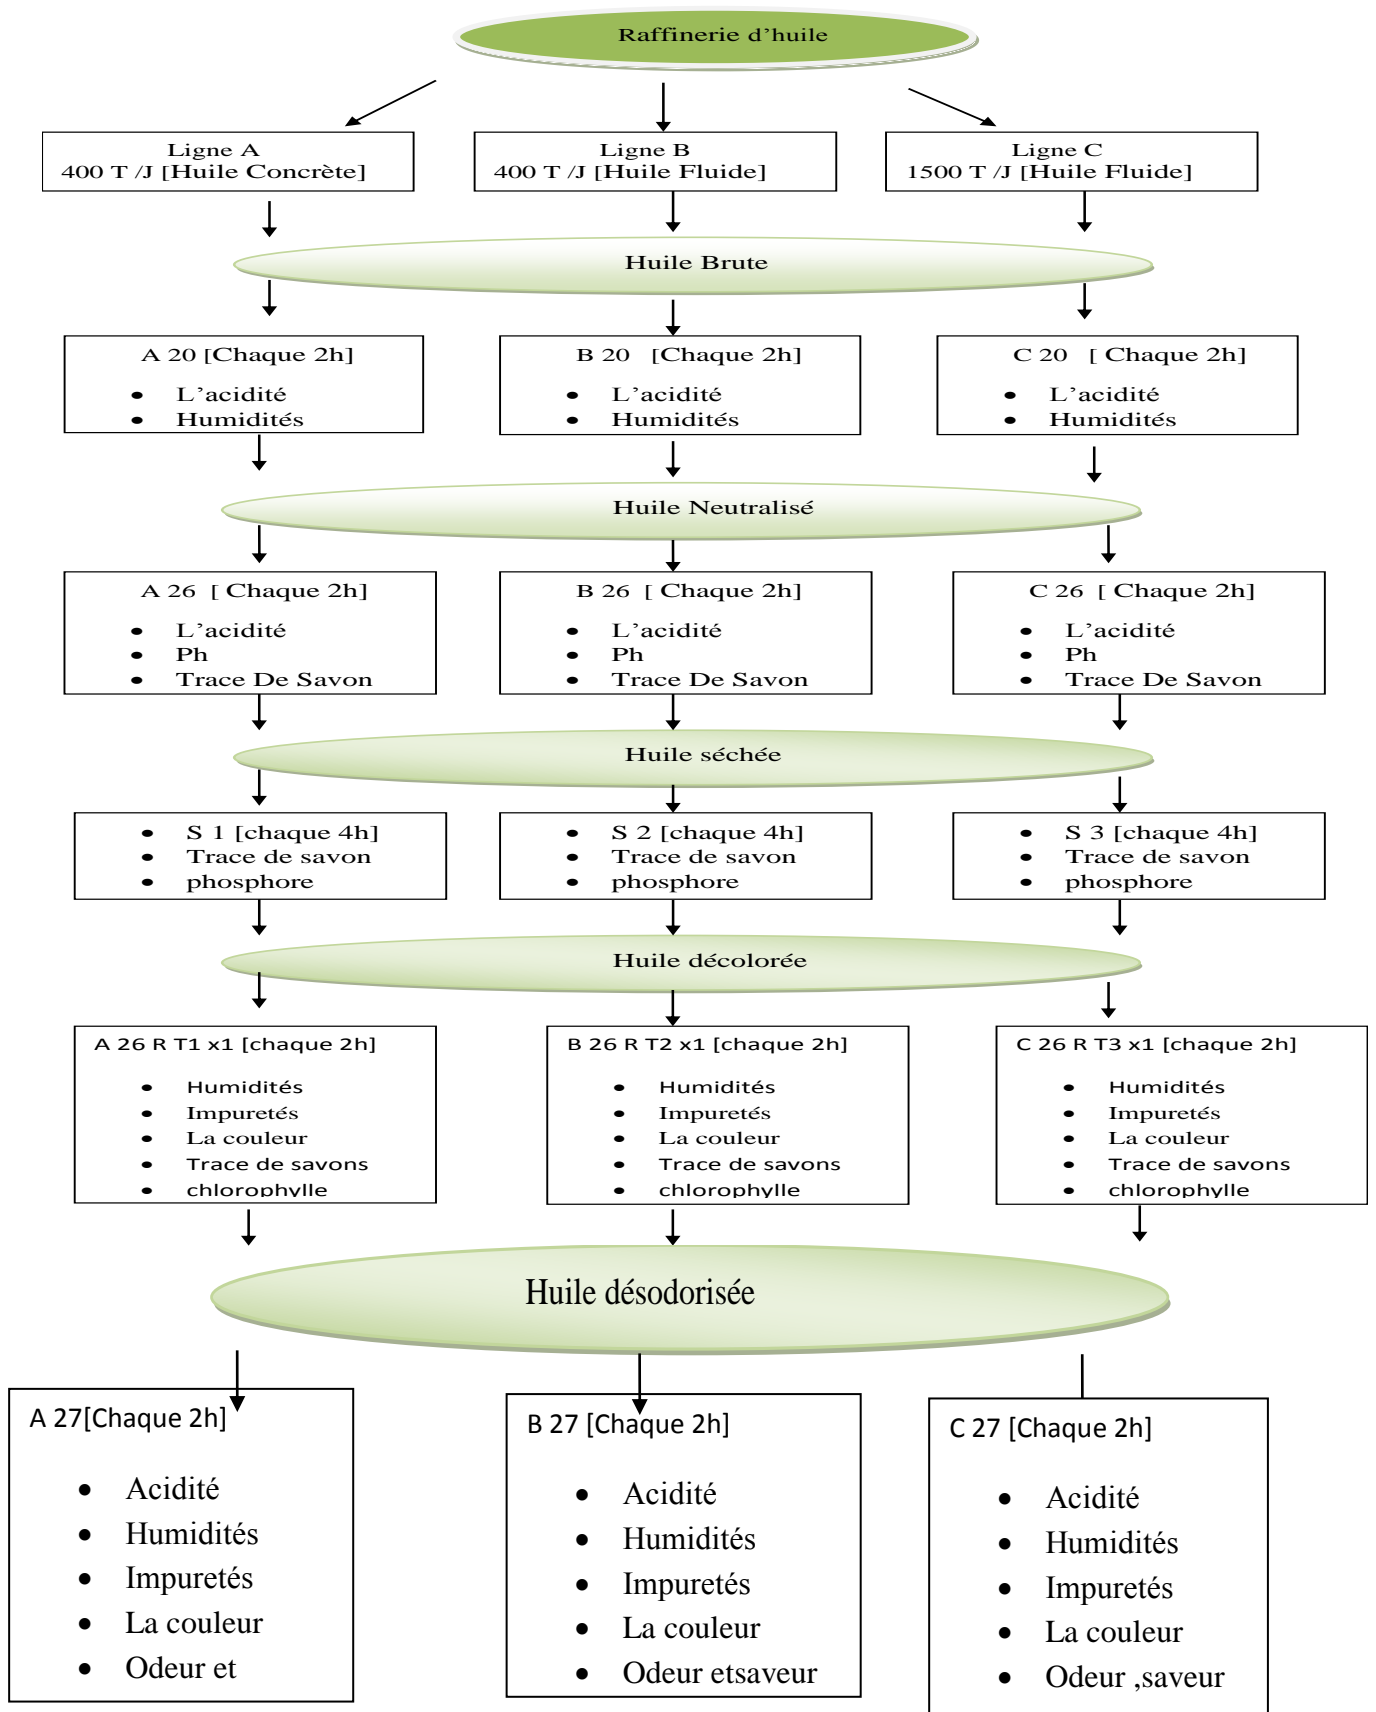 Raffinerie d'huile
Ligne A
400 T /J [Huile Concrète]
Ligne B
400 T /J [Huile Fluide]
Ligne C
1500 T /J [Huile Fluide]
Huile Brute
A 20 [Chaque 2h]
• L'acidité
• Humidités
B 20 [Chaque 2h]
• L'acidité
• Humidités
C 20 [ Chaque 2h]
• L'acidité
• Humidités
Huile Neutralisé
A 26 [ Chaque 2h]
• L'acidité
• Ph
• Trace De Savon
B 26 [ Chaque 2h]
• L'acidité
• Ph
• Trace De Savon
C 26 [ Chaque 2h]
• L'acidité
• Ph
• Trace De Savon
Huile séchée
• S 1 [chaque 4h]
• Trace de savon
• phosphore
• S 2 [chaque 4h]
• Trace de savon
• phosphore
• S 3 [chaque 4h]
• Trace de savon
• phosphore
Huile décolorée
A 26 R T1 x1 [chaque 2h]
• Humidités
• Impuretés
• La couleur
• Trace de savons
• chlorophylle
B 26 R T2 x1 [chaque 2h]
• Humidités
• Impuretés
• La couleur
• Trace de savons
• chlorophylle
C 26 R T3 x1 [chaque 2h]
• Humidités
• Impuretés
• La couleur
• Trace de savons
• chlorophylle
Huile désodorisée
A 27[Chaque 2h]
• Acidité
• Humidités
• Impuretés
• La couleur
• Odeur et
B 27 [Chaque 2h]
• Acidité
• Humidités
• Impuretés
• La couleur
• Odeur etsaveur
C 27 [Chaque 2h]
• Acidité
• Humidités
• Impuretés
• La couleur
• Odeur ,saveur